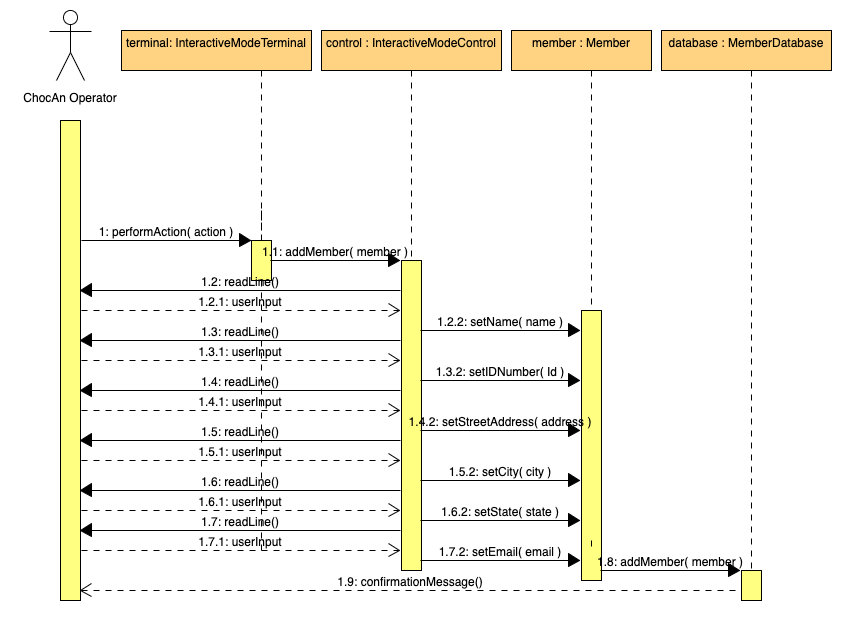 terminal: InteractiveModeTerminal
control : InteractiveModeControl
member : Member
database : MemberDatabase
ChocAn Operator
1: performAction( action )
1.1: addMember( member )
1.2: readLine()
1.2.1: userInput
1.2.2: setName( name )
1.3: readLine()
1.3.1: userInput
1.3.2: setIDNumber( Id )
1.4: readLine()
1.4.1: userInput
1.4.2: setStreetAddress( address )
1.5: readLine()
1.5.1: userInput
1.5.2: setCity( city )
1.6: readLine()
1.6.1: userInput
1.6.2: setState( state )
1.7: readLine()
1.7.1: userInput
1.7.2: setEmail( email )
1.8: addMember( member )
1.9: confirmationMessage()